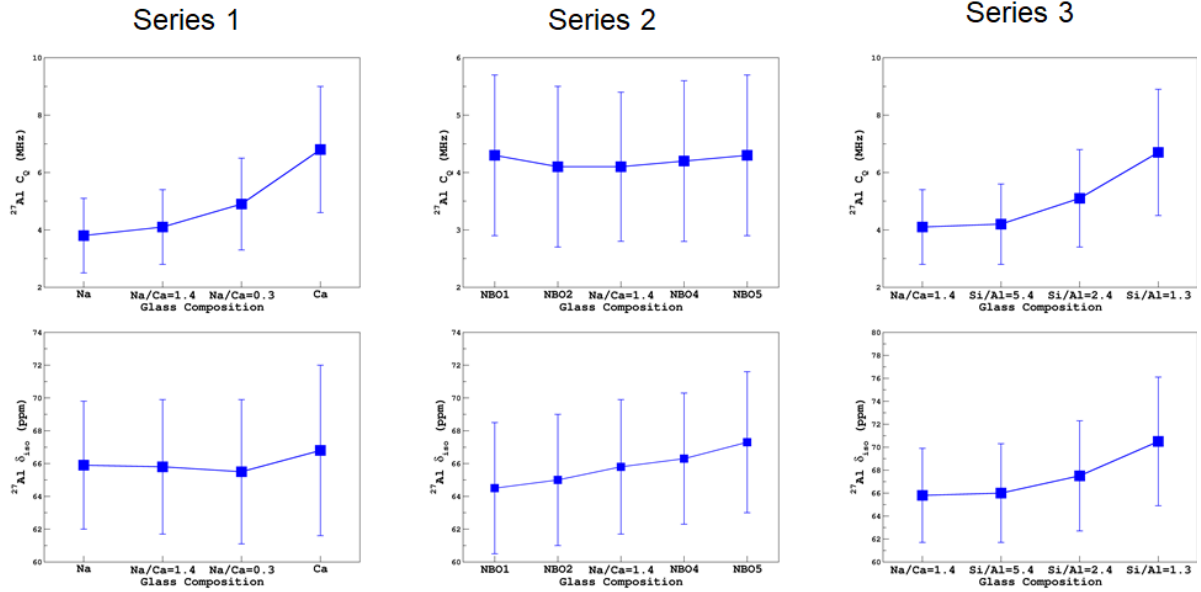 Series 1
Series 2
Series 3
10
8
6
4
2
²⁷Al C_Q (MHz)
Na Na/Ca=1.4 Na/Ca=0.3 Ca
Glass Composition
6
5
4
3
2
²⁷Al C_Q (MHz)
NBO1 NBO2 Na/Ca=1.4 NBO4 NBO5
Glass Composition
10
8
6
4
2
²⁷Al C_Q (MHz)
Na/Ca=1.4 Si/Al=5.4 Si/Al=2.4 Si/Al=1.3
Glass Composition
74
72
70
68
66
64
62
60
²⁷Al δ_iso (ppm)
Na Na/Ca=1.4 Na/Ca=0.3 Ca
Glass Composition
74
72
70
68
66
64
62
60
²⁷Al δ_iso (ppm)
NBO1 NBO2 Na/Ca=1.4 NBO4 NBO5
Glass Composition
80
78
76
74
72
70
68
66
64
62
60
²⁷Al δ_iso (ppm)
Na/Ca=1.4 Si/Al=5.4 Si/Al=2.4 Si/Al=1.3
Glass Composition